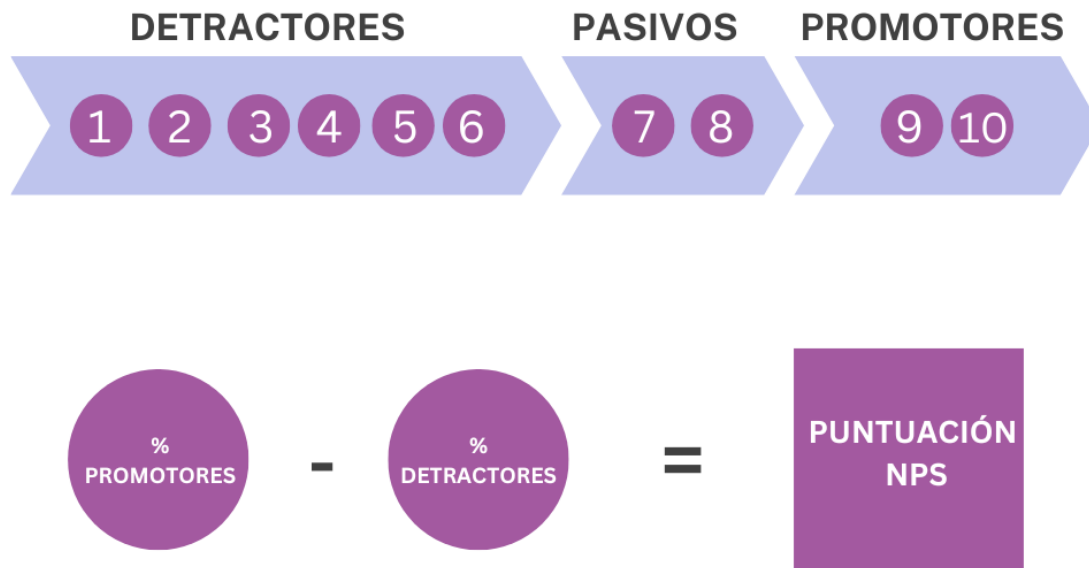 DETRACTORES PASIVOS PROMOTORES
1 2 3 4 5 6 7 8 9 10
%
PROMOTORES
-
%
DETRACTORES
=
PUNTUACIÓN
NPS